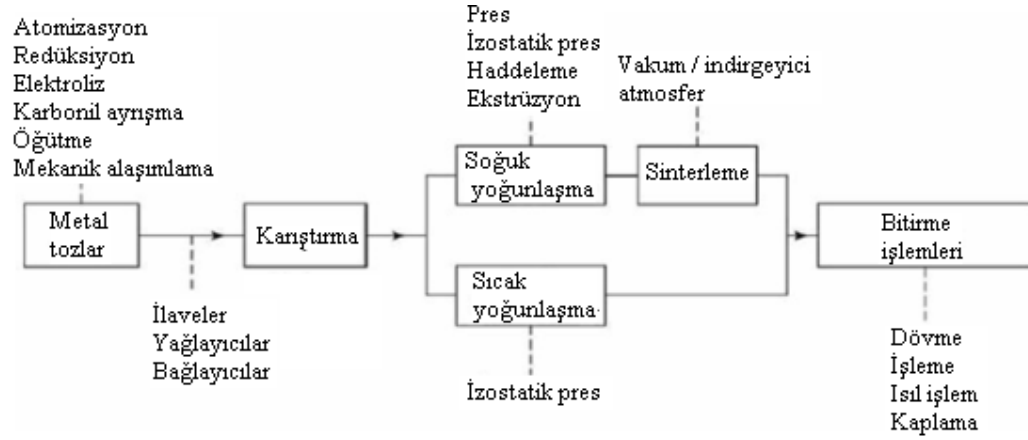 Atomizasyon
Redüksiyon
Elektroliz
Karbonil ayrışma
Öğütme
Mekanik alaşımlama
Metal
tozlar
İlaveler
Yağlayıcılar
Bağlayıcılar
Karıştırma
Pres
İzostatik pres
Haddeleme
Ekstrüzyon
Soğuk
yoğunlaşma
Vakum / indirgeyici
atmosfer
Sinterleme
Sıcak
yoğunlaşma
İzostatik pres
Bitirme
işlemleri
Dövme
İşleme
Isıl işlem
Kaplama